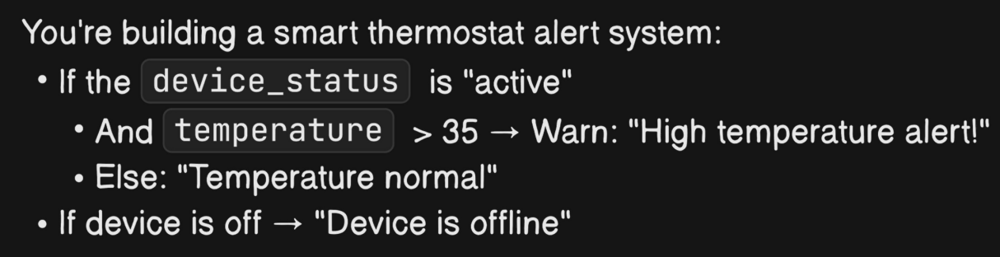 You're building a smart thermostat alert system:
• If the device_status is "active"
• And temperature > 35 → Warn: "High temperature alert!"
• Else: "Temperature normal"
• If device is off → "Device is offline"